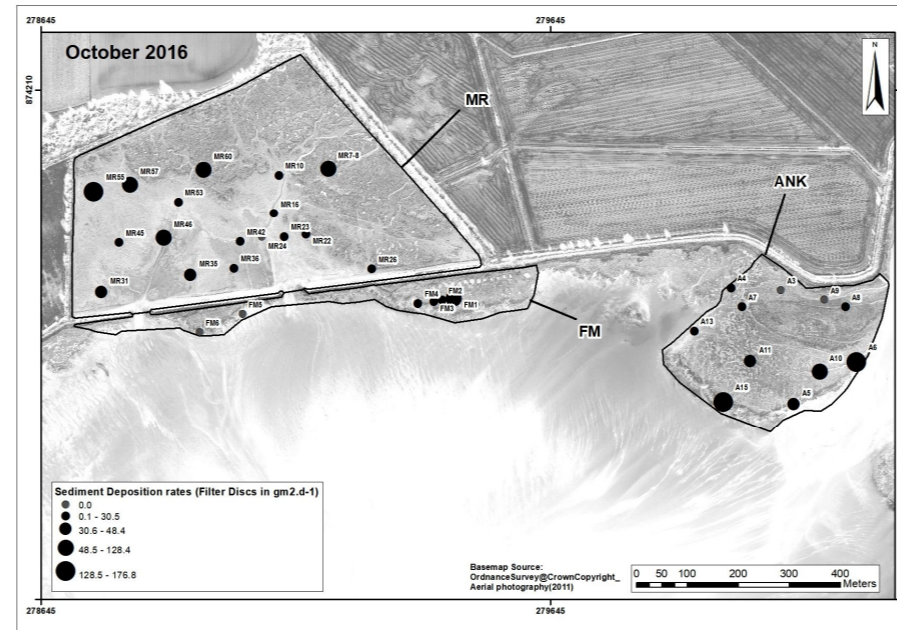 278645
279645
October 2016
N
874210
MR
ANK
FM
MR60
MR7-8
MR10
MR57
MR55
MR53
MR16
MR46
MR45
MR42
MR24
MR23
MR22
MR36
MR35
MR26
MR31
FM5
FM6
FM4
FM2
FM3
FM1
A4
A3
A9
A7
A8
A13
A11
A10
A6
A15
A5
Sediment Deposition rates (Filter Discs in gm2.d-1)
0.0
0.1 - 30.5
30.6 - 48.4
48.5 - 128.4
128.5 - 176.8
Basemap Source:
OrdnanceSurvey@CrownCopyright_
Aerial photography(2011)
0 50 100 200 300 400
Meters
278645
279645